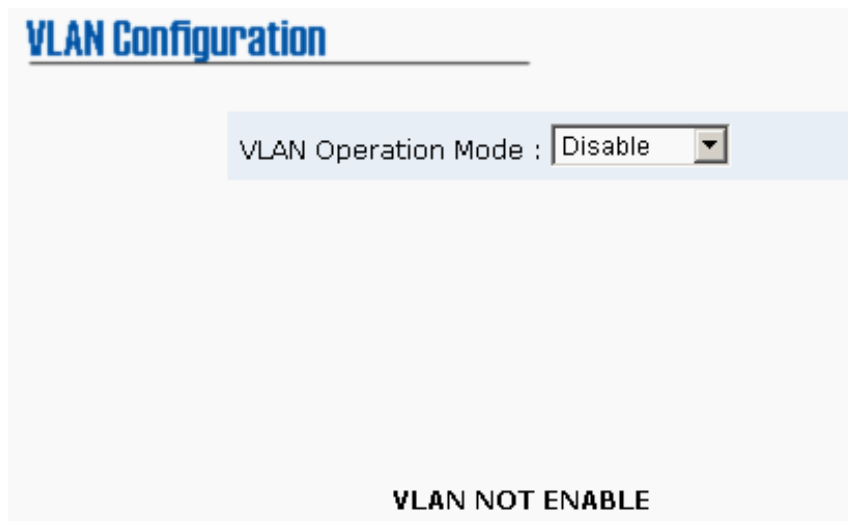 VLAN Configuration
VLAN Operation Mode : Disable
VLAN NOT ENABLE